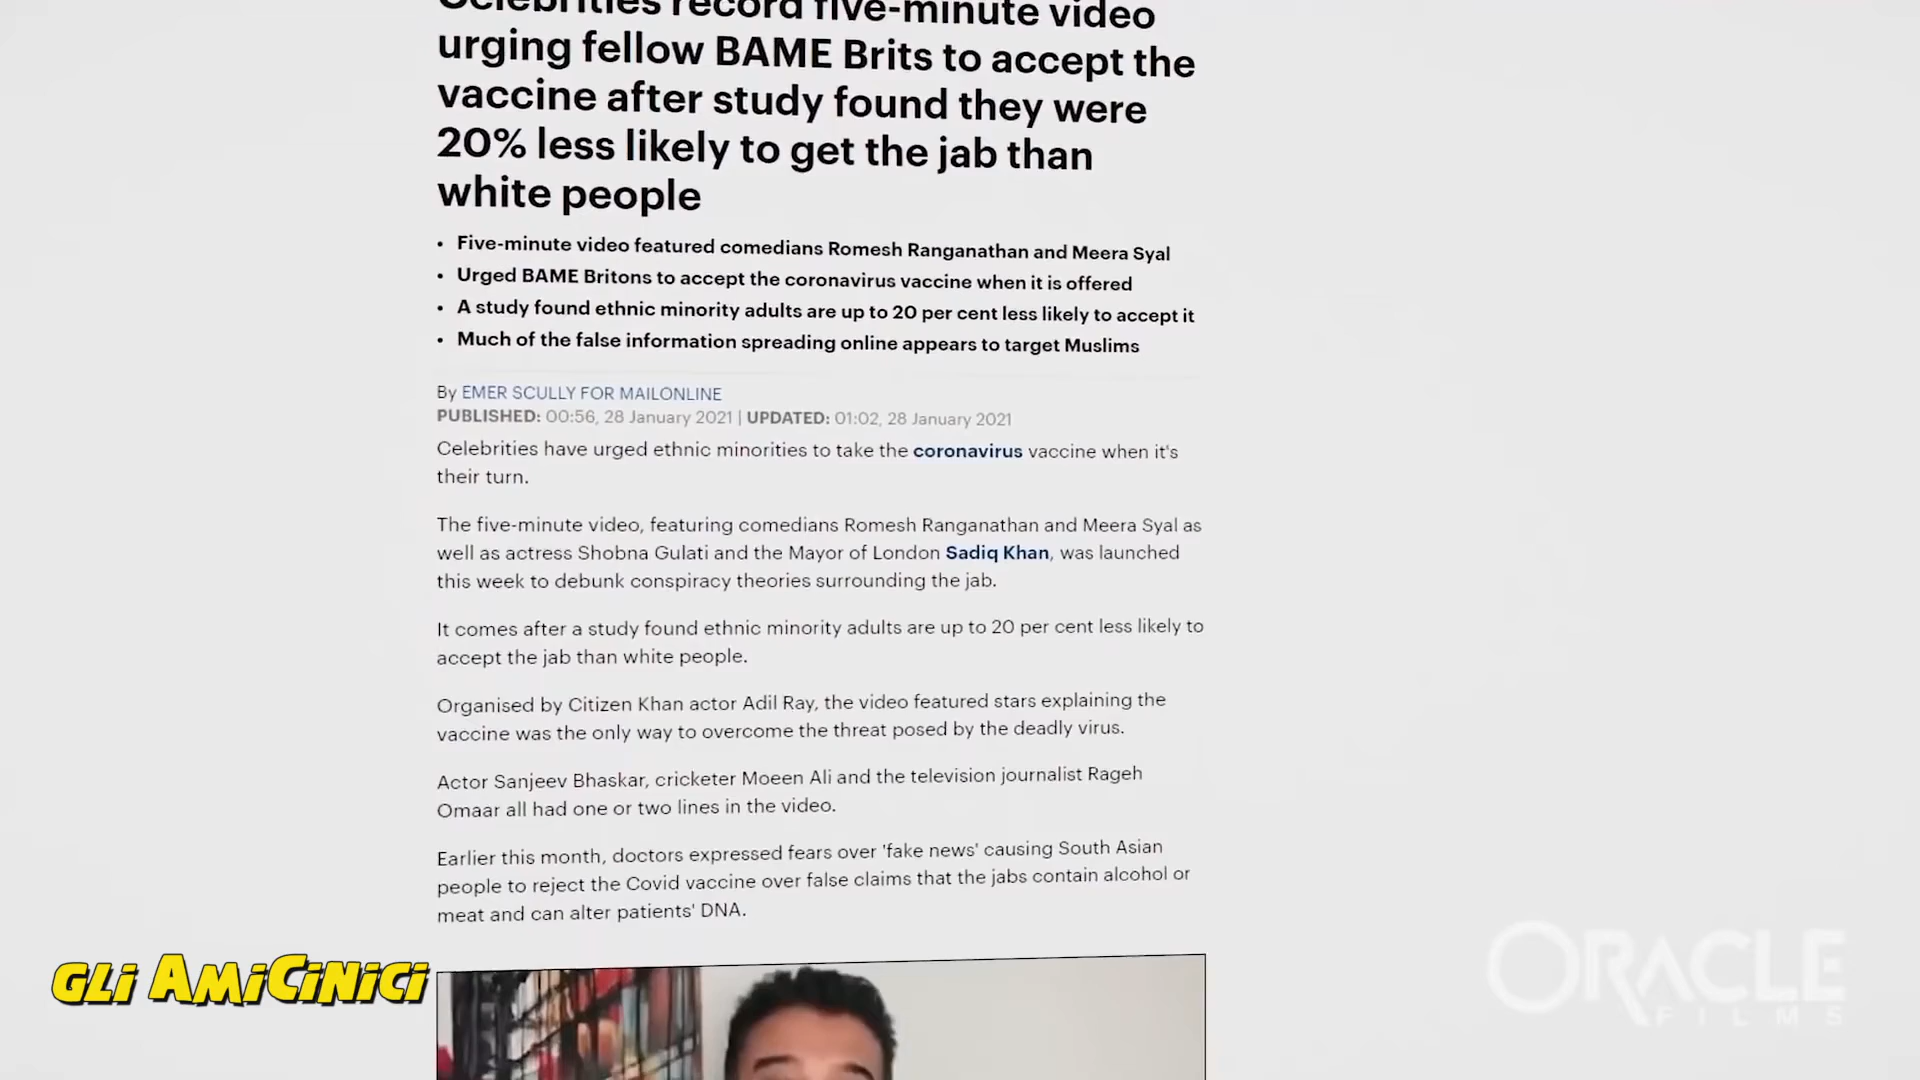 Celebrities record five-minute video
urging fellow BAME Brits to accept the
vaccine after study found they were
20% less likely to get the jab than
white people
• Five-minute video featured comedians Romesh Ranganathan and Meera Syal
• Urged BAME Britons to accept the coronavirus vaccine when it is offered
• A study found ethnic minority adults are up to 20 per cent less likely to accept it
• Much of the false information spreading online appears to target Muslims
By EMER SCULLY FOR MAILONLINE
PUBLISHED: 00:56, 28 January 2021 | UPDATED: 01:02, 28 January 2021
Celebrities have urged ethnic minorities to take the coronavirus vaccine when it's
their turn.
The five-minute video, featuring comedians Romesh Ranganathan and Meera Syal as
well as actress Shobna Gulati and the Mayor of London Sadiq Khan, was launched
this week to debunk conspiracy theories surrounding the jab.
It comes after a study found ethnic minority adults are up to 20 per cent less likely to
accept the jab than white people.
Organised by Citizen Khan actor Adil Ray, the video featured stars explaining the
vaccine was the only way to overcome the threat posed by the deadly virus.
Actor Sanjeev Bhaskar, cricketer Moeen Ali and the television journalist Rageh
Omaar all had one or two lines in the video.
Earlier this month, doctors expressed fears over 'fake news' causing South Asian
people to reject the Covid vaccine over false claims that the jabs contain alcohol or
meat and can alter patients' DNA.
GLi AMiCiNiCi
ORACLE
FILMS